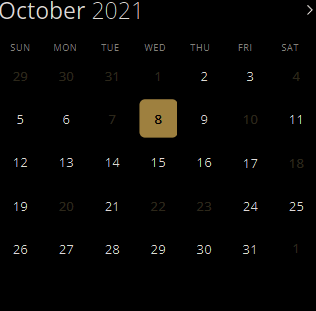 October 2021
SUN MON TUE WED THU FRI SAT
29 30 31 1 2 3 4
5 6 7 8 9 10 11
12 13 14 15 16 17 18
19 20 21 22 23 24 25
26 27 28 29 30 31 1